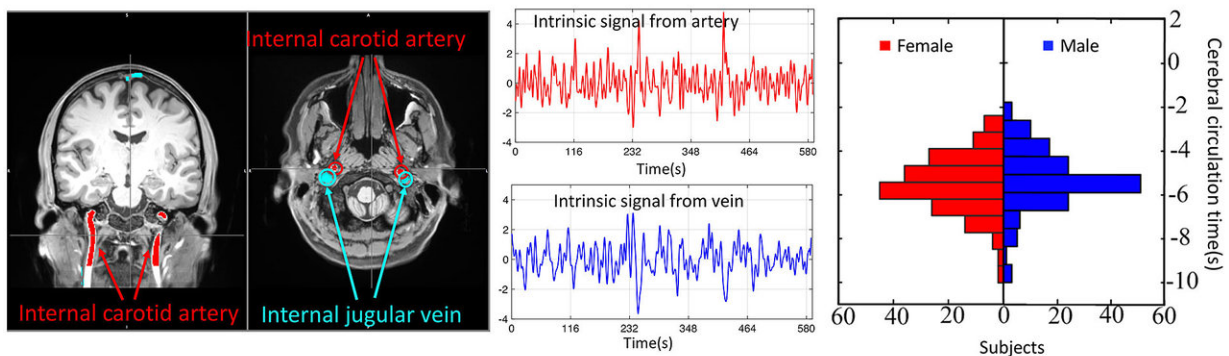 Internal carotid artery
Internal carotid artery
Internal jugular vein
Intrinsic signal from artery
4
2
0
-2
-4
0 116 232 348 464 580
Time(s)
Intrinsic signal from vein
4
2
0
-2
-4
0 116 232 348 464 580
Time(s)
Female
Male
2
0
-2
-4
-6
-8
-10
Cerebral circulation time(s)
60 40 20 0 20 40 60
Subjects